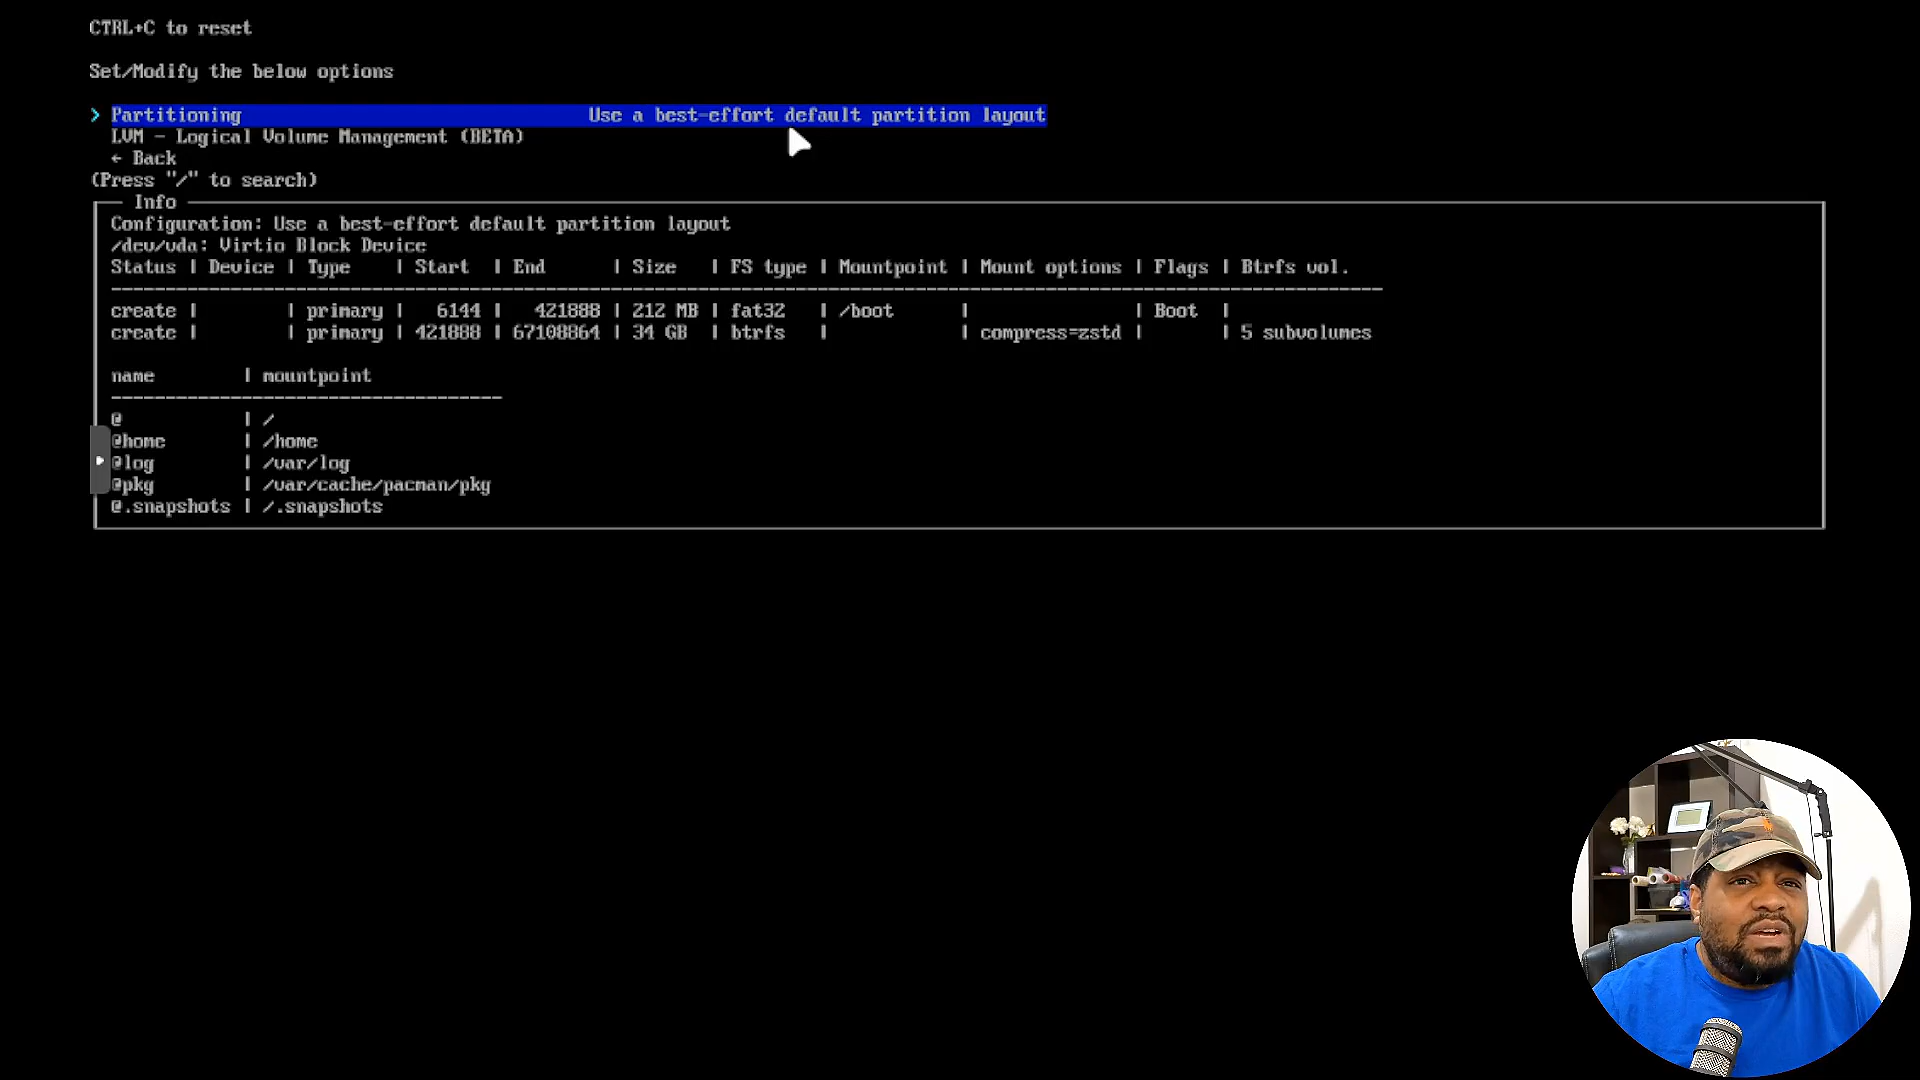 CTRL+C to reset
Set/Modify the below options
> Partitioning Use a best-effort default partition layout
LVM - Logical Volume Management (BETA)
← Back
(Press "/" to search)
Info
Configuration: Use a best-effort default partition layout
/dev/vda: Virtio Block Device
Status | Device | Type | Start | End | Size | FS type | Mountpoint | Mount options | Flags | Btrfs vol.
create | | primary | 6144 | 421888 | 212 MB | fat32 | /boot | | Boot |
create | | primary | 421888 | 67108864 | 34 GB | btrfs | | compress=zstd | | 5 subvolumes
name | mountpoint
@ | /
@home | /home
@log | /var/log
@pkg | /var/cache/pacman/pkg
@.snapshots | /.snapshots